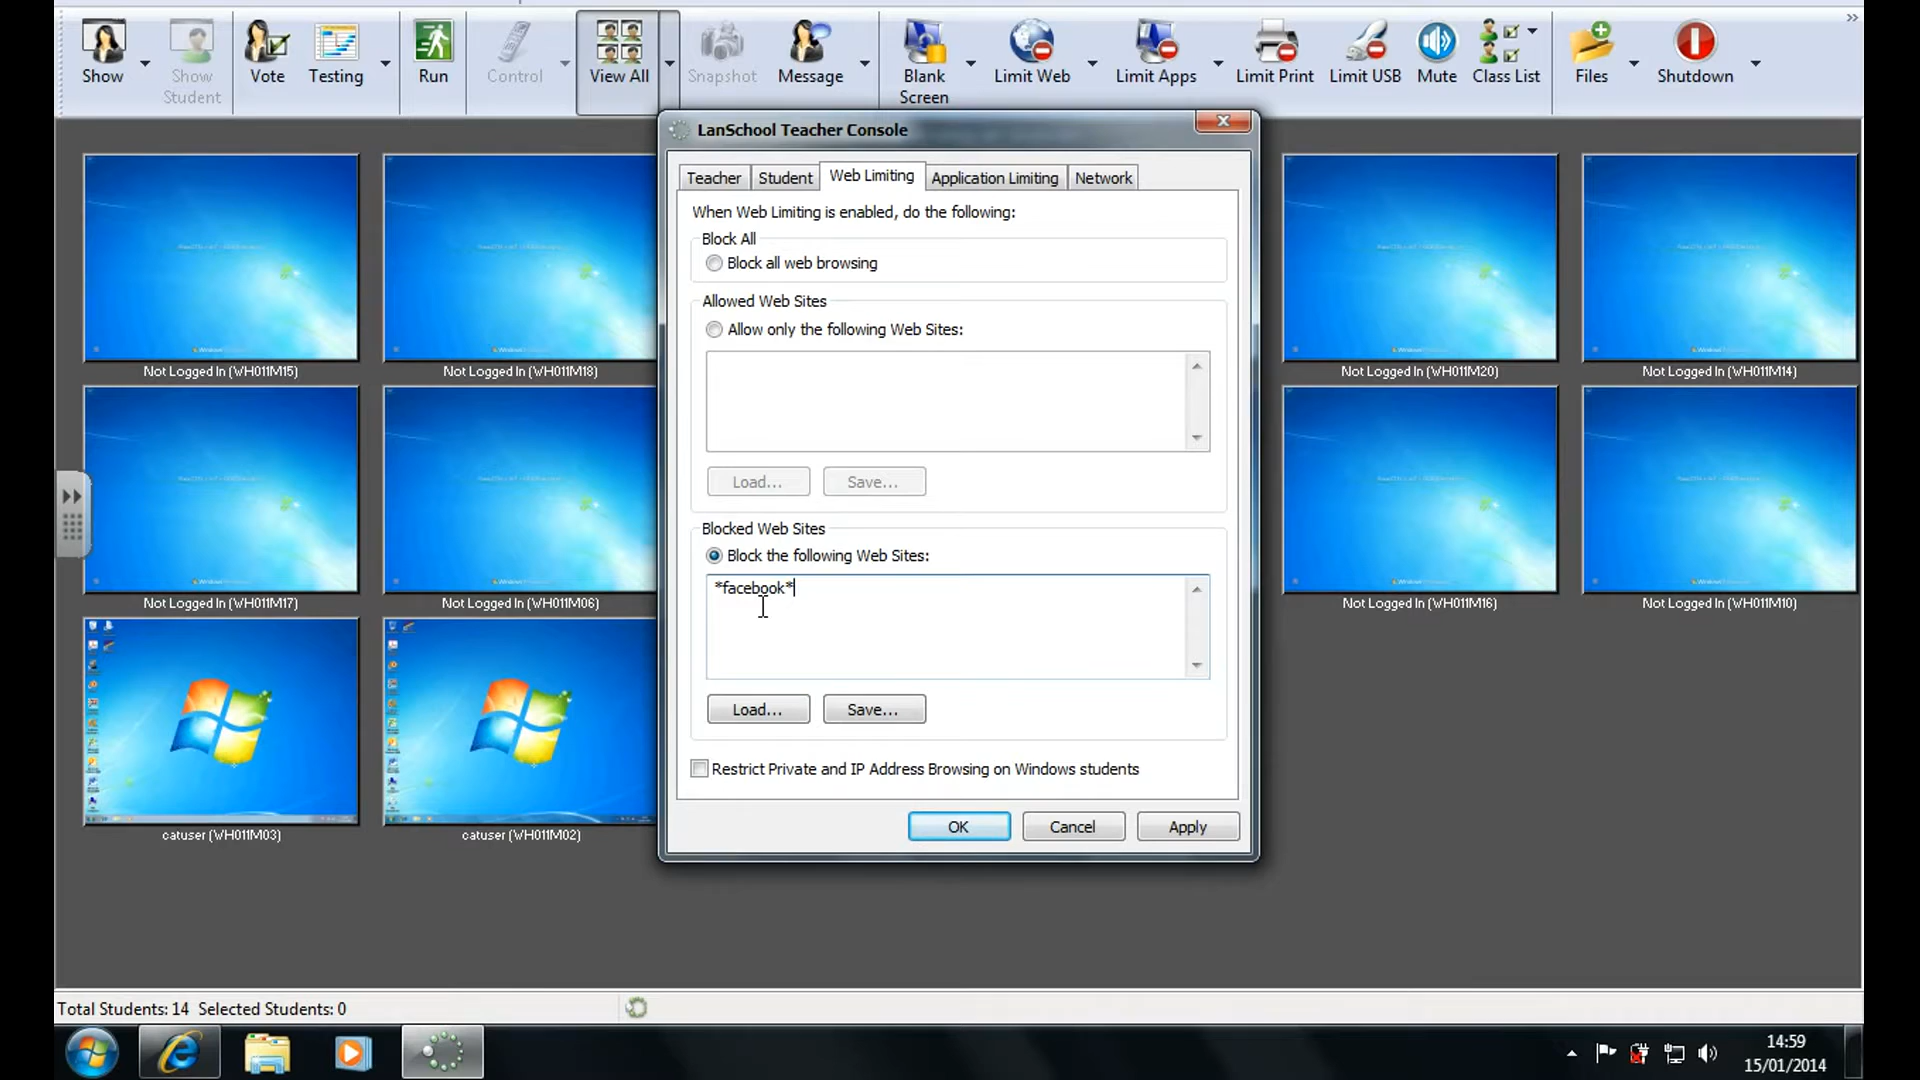 Show
Show Student
Vote
Testing
Run
Control
View All
Snapshot
Message
Blank Screen
Limit Web
Limit Apps
Limit Print
Limit USB
Mute
Class List
Files
Shutdown
LanSchool Teacher Console
Teacher
Student
Web Limiting
Application Limiting
Network
When Web Limiting is enabled, do the following:
Block All
Block all web browsing
Allowed Web Sites
Allow only the following Web Sites:
Load...
Save...
Blocked Web Sites
Block the following Web Sites:
*facebook*
Load...
Save...
Restrict Private and IP Address Browsing on Windows students
OK
Cancel
Apply
Not Logged In (WH011M15)
Not Logged In (WH011M18)
Not Logged In (WH011M20)
Not Logged In (WH011M14)
Not Logged In (WH011M17)
Not Logged In (WH011M06)
Not Logged In (WH011M16)
Not Logged In (WH011M10)
catuser (WH011M03)
catuser (WH011M02)
Total Students: 14 Selected Students: 0
14:59
15/01/2014